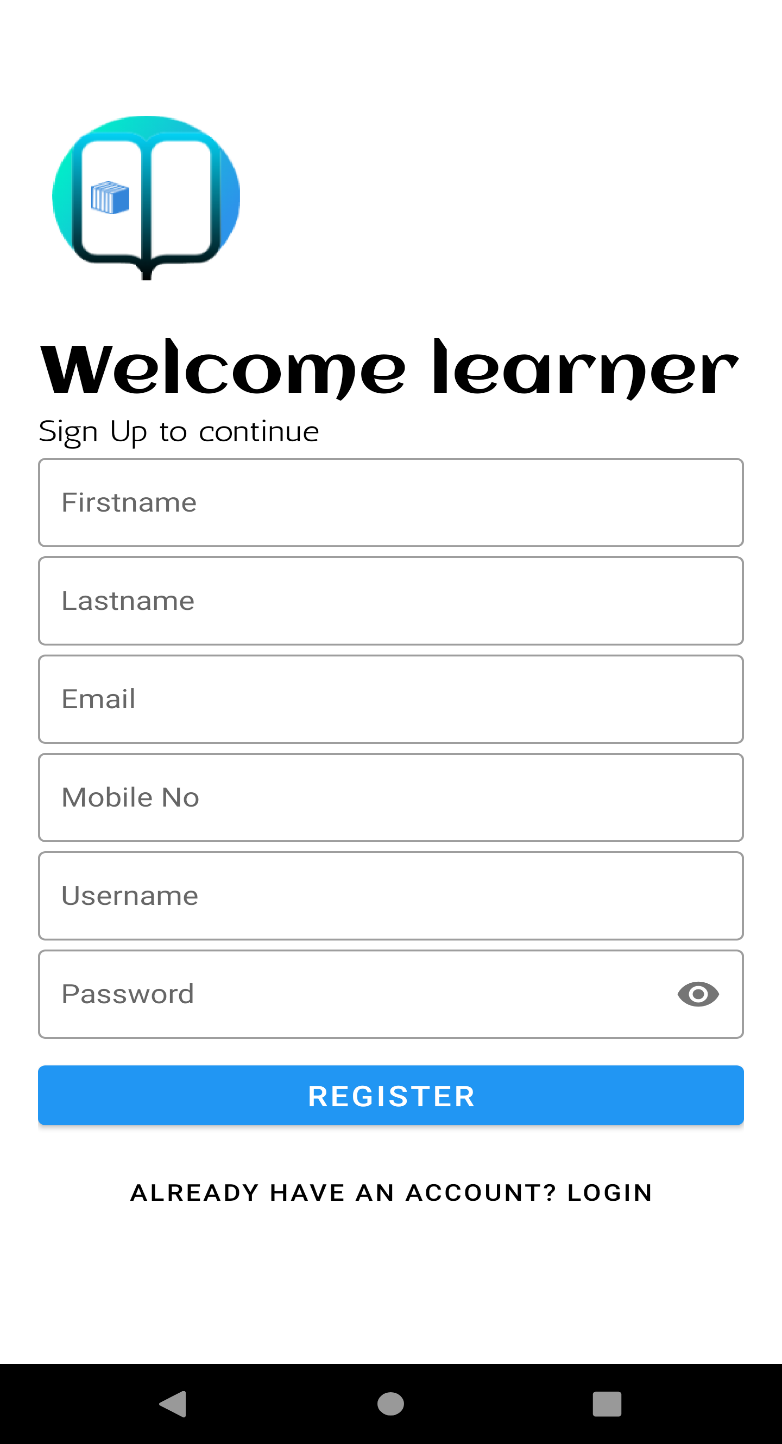 Welcome learner
Sign Up to continue
Firstname
Lastname
Email
Mobile No
Username
Password
REGISTER
ALREADY HAVE AN ACCOUNT? LOGIN